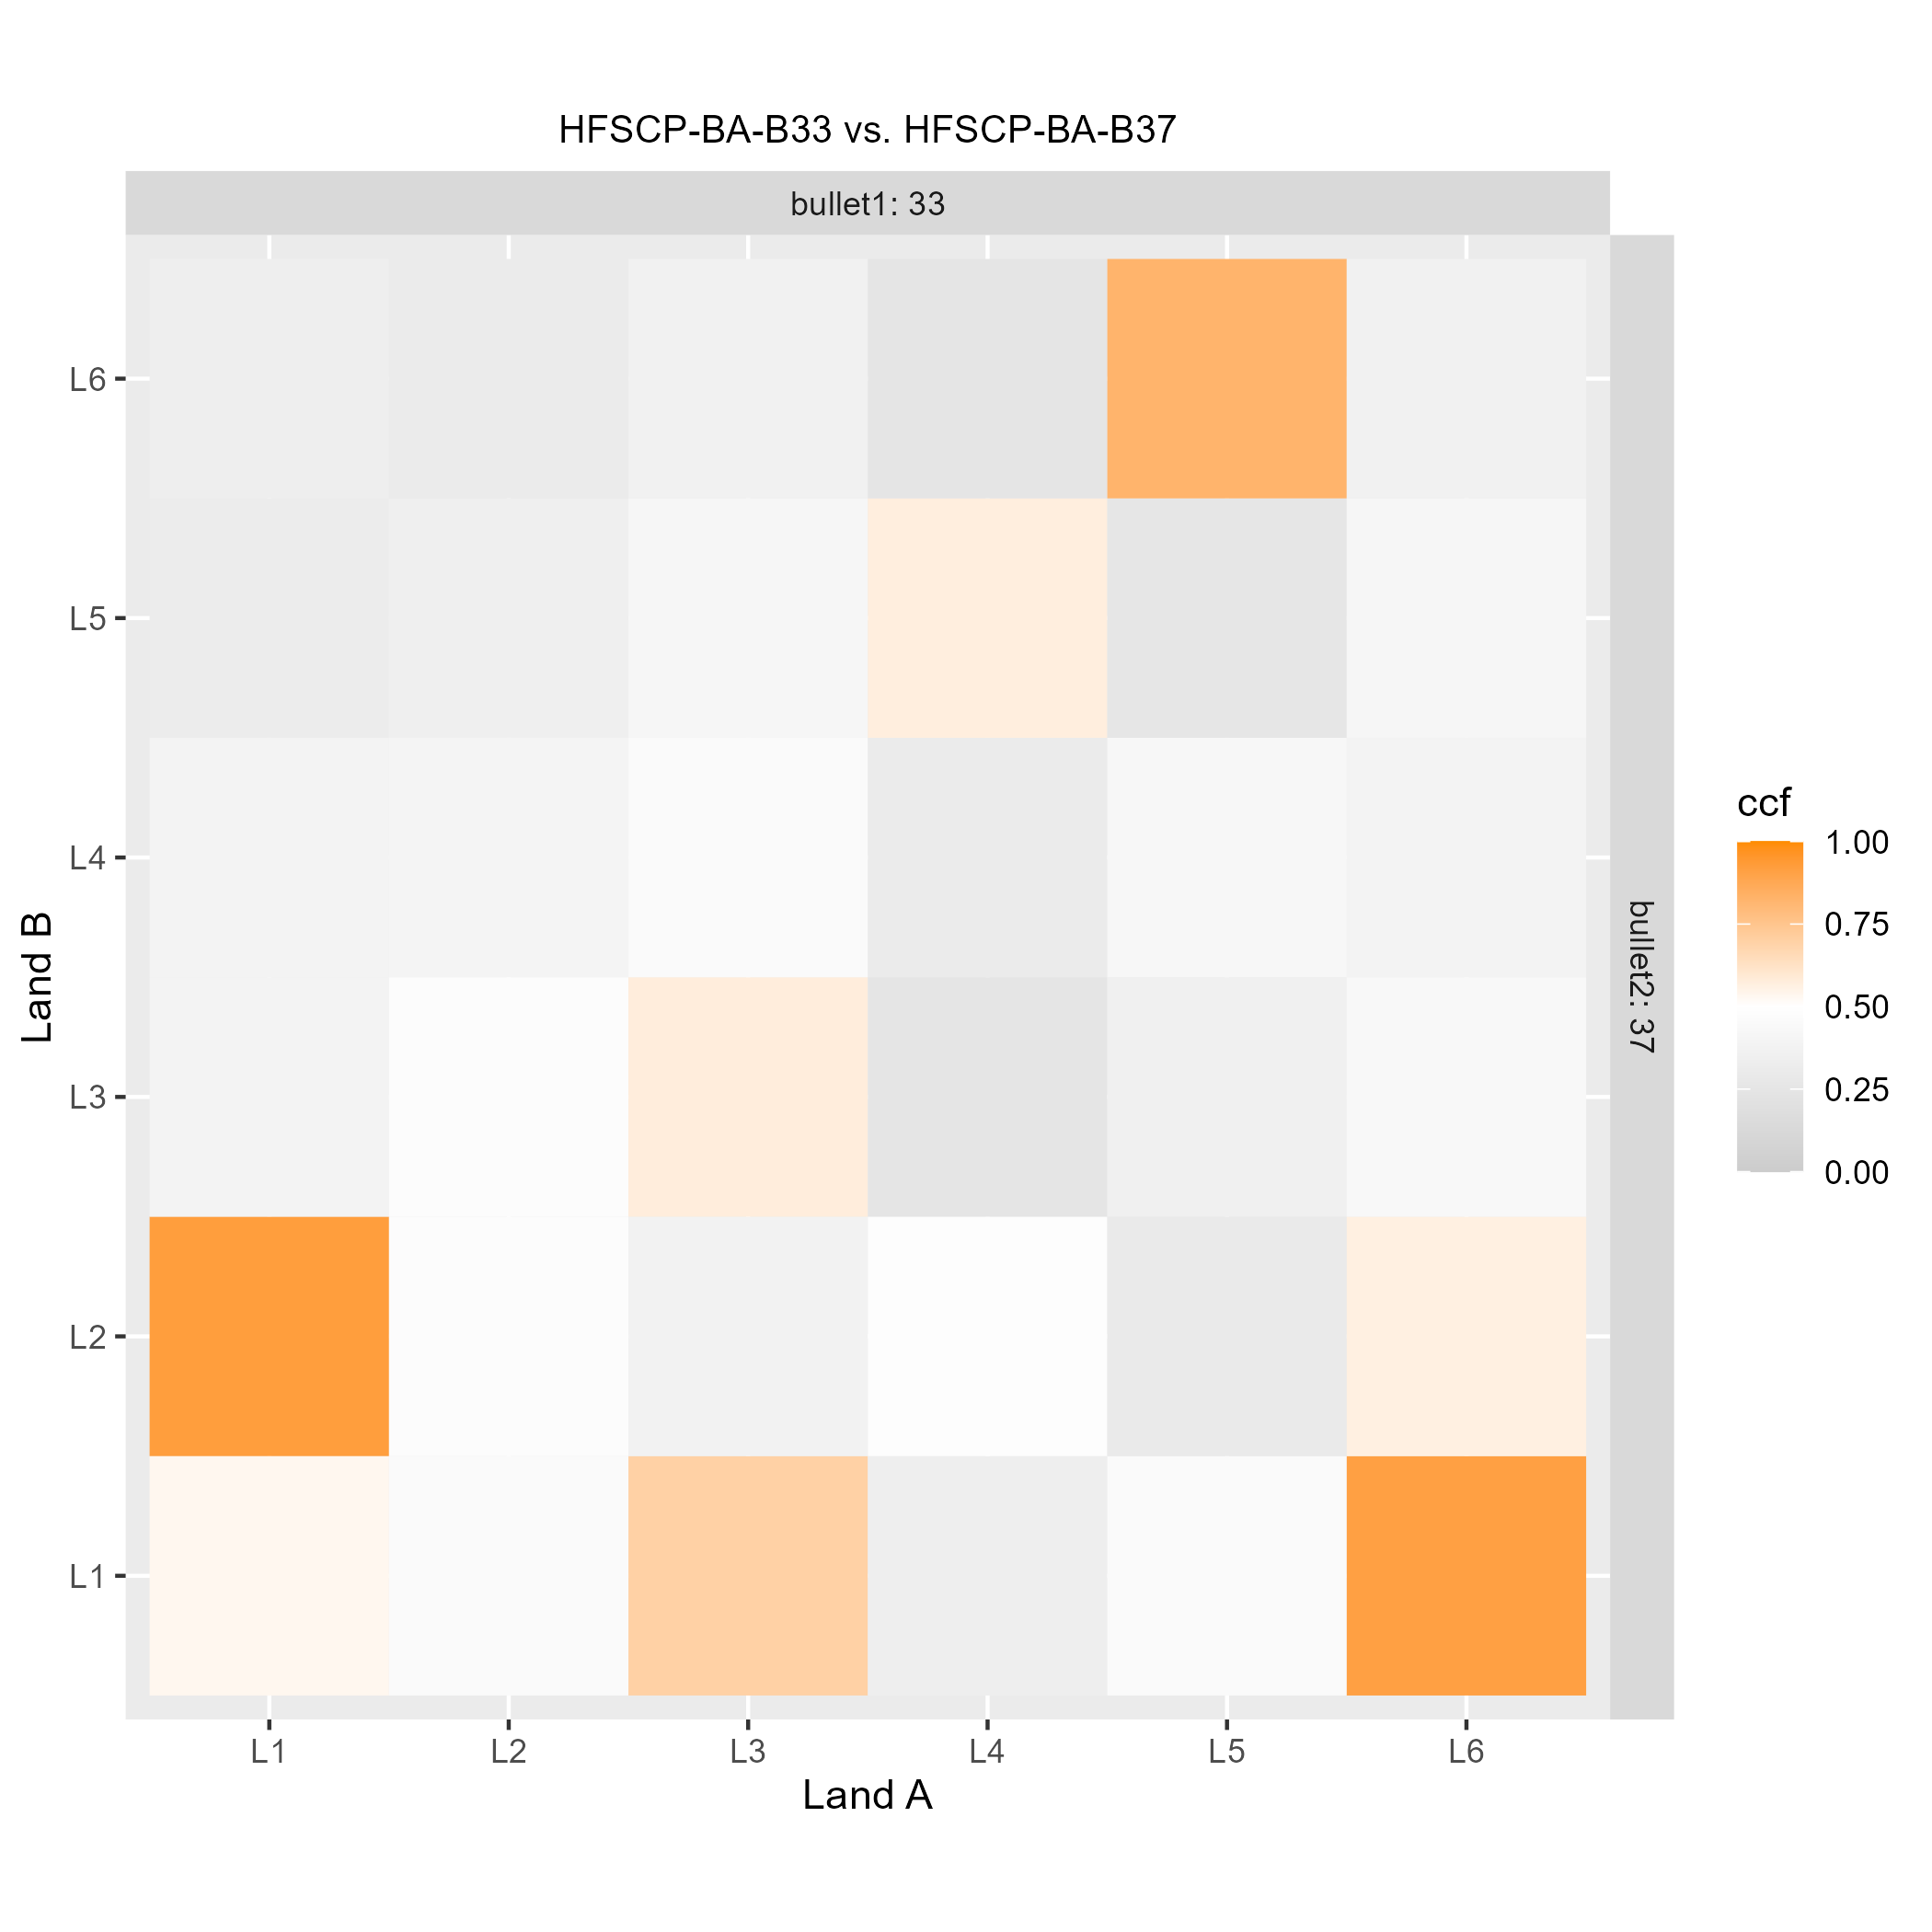 HFSCP-BA-B33 vs. HFSCP-BA-B37
bullet1: 33
L6
L5
L4
L3
L2
L1
Land B
bullet2: 37
L1 L2 L3 L4 L5 L6
Land A
ccf
1.00
0.75
0.50
0.25
0.00